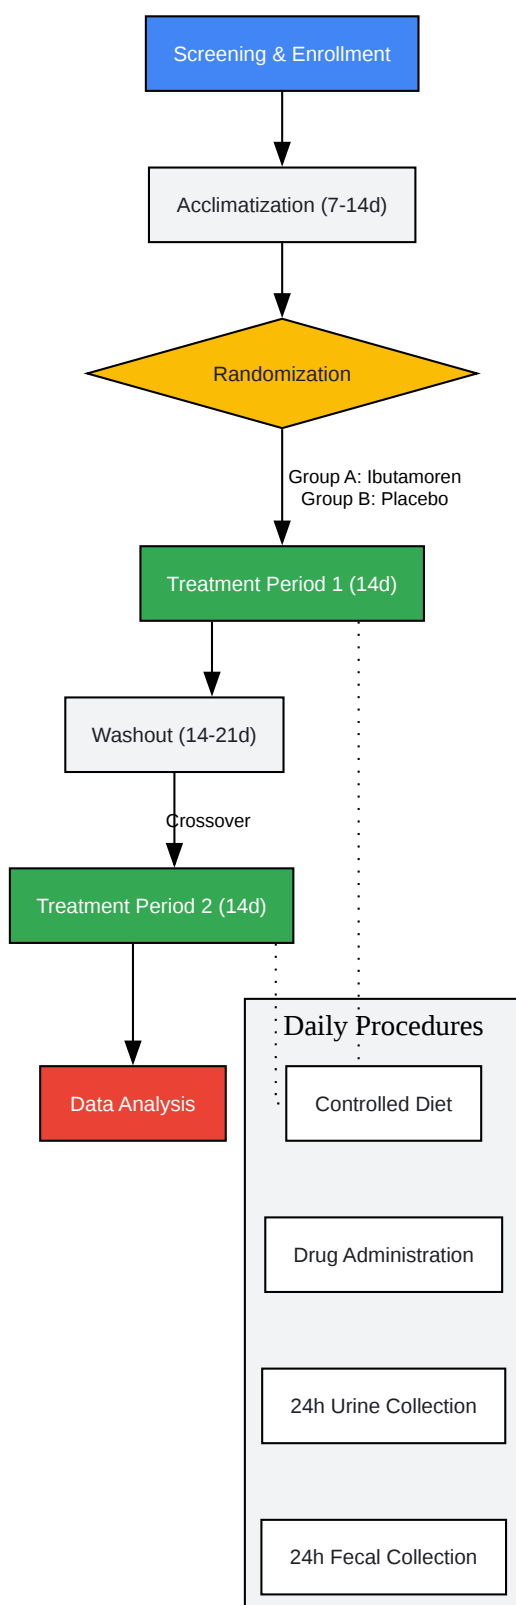 Screening & Enrollment
Acclimatization (7-14d)
Randomization
Group A: Ibutamoren
Group B: Placebo
Treatment Period 1 (14d)
Washout (14-21d)
Crossover
Treatment Period 2 (14d)
Daily Procedures
Data Analysis
Controlled Diet
Drug Administration
24h Urine Collection
24h Fecal Collection